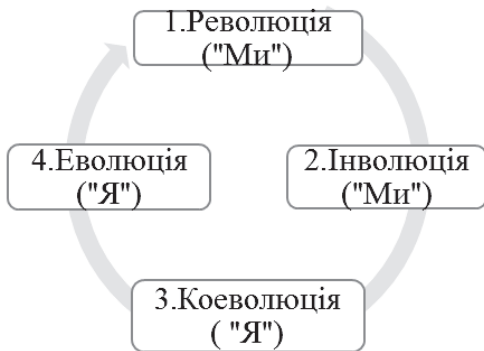 1.Революція
("Ми")
2.Інволюція
("Ми")
3.Коеволюція
( "Я")
4.Еволюція
("Я")